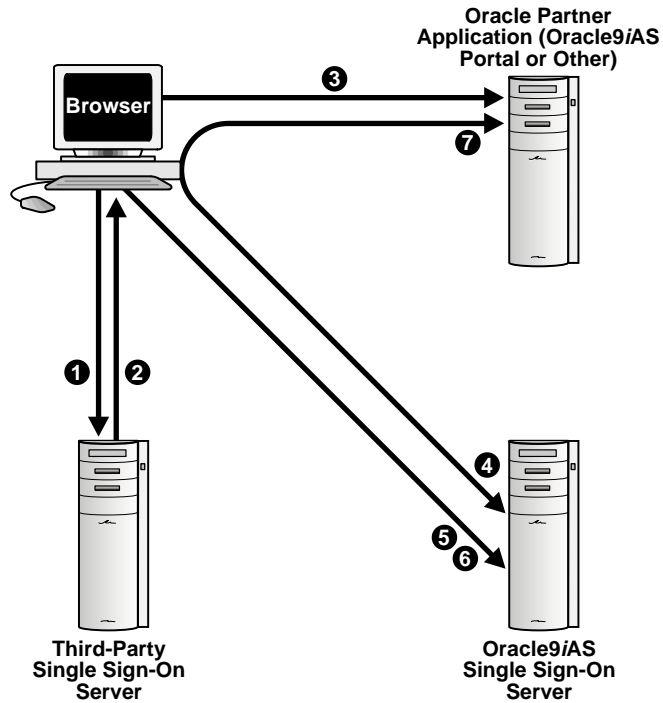 Oracle Partner
Application (Oracle9iAS
Portal or Other)
Browser
3
7
1
2
4
5
6
Third-Party
Single Sign-On
Server
Oracle9iAS
Single Sign-On
Server